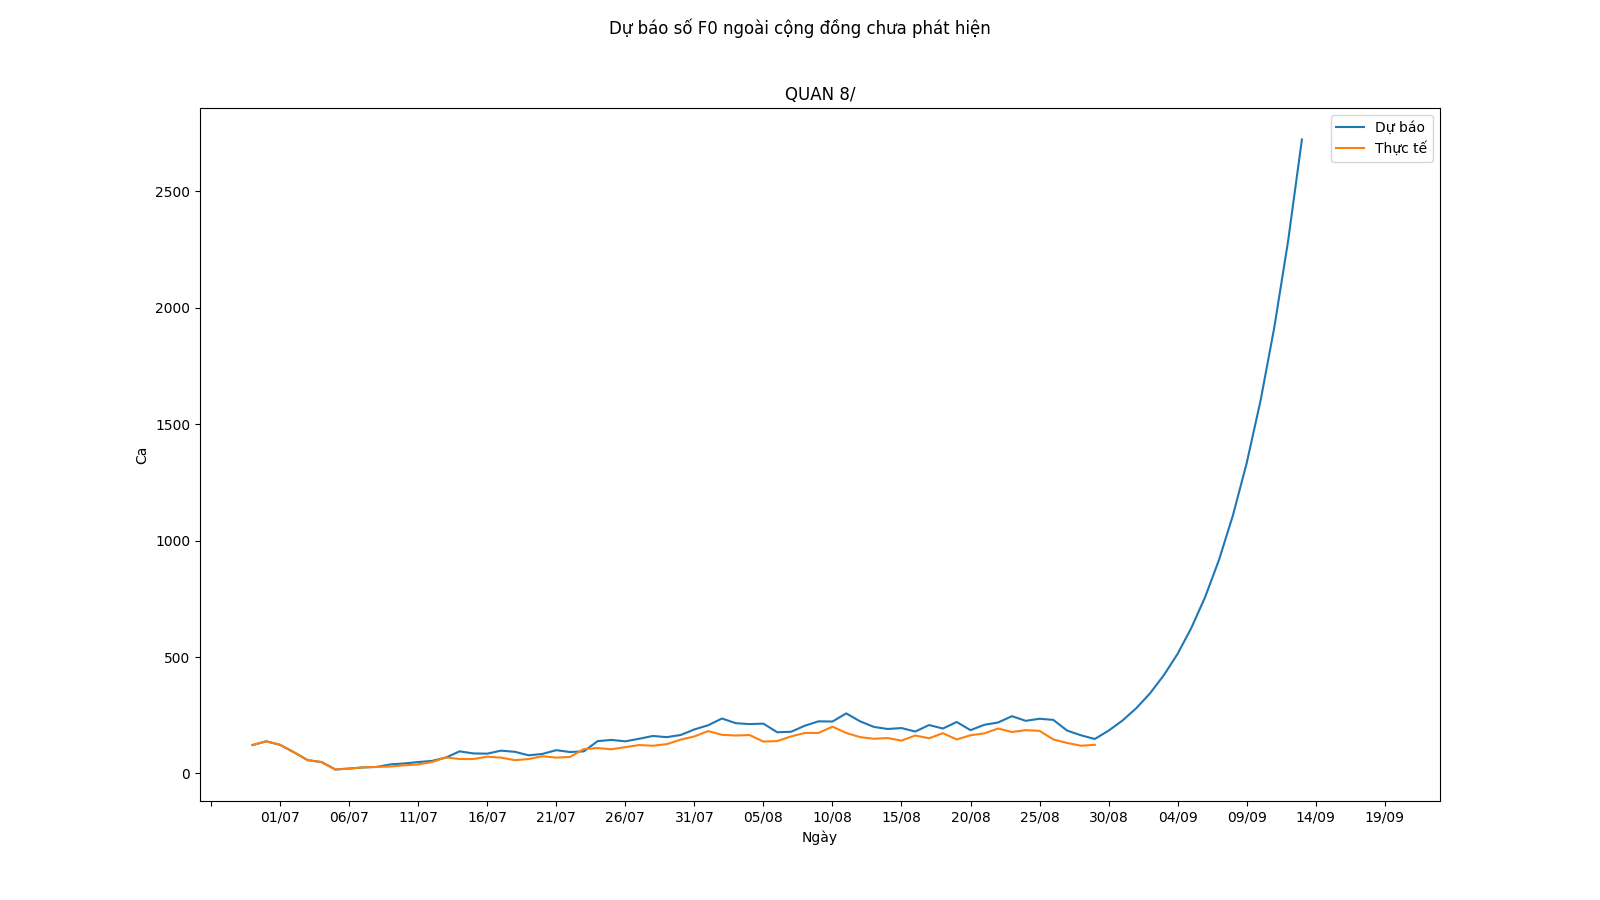 Dự báo số F0 ngoài cộng đồng chưa phát hiện
QUAN 8/
Dự báo
Thực tế
2500
2000
1500
1000
500
0
Ca
01/07 06/07 11/07 16/07 21/07 26/07 31/07 05/08 10/08 15/08 20/08 25/08 30/08 04/09 09/09 14/09 19/09
Ngày